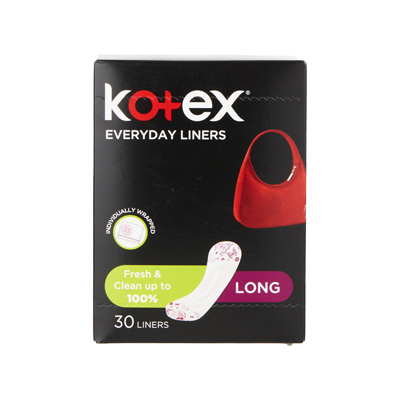 kotex
EVERYDAY LINERS
INDIVIDUALLY WRAPPED
Fresh &
Clean up to
100%
LONG
30 LINERS